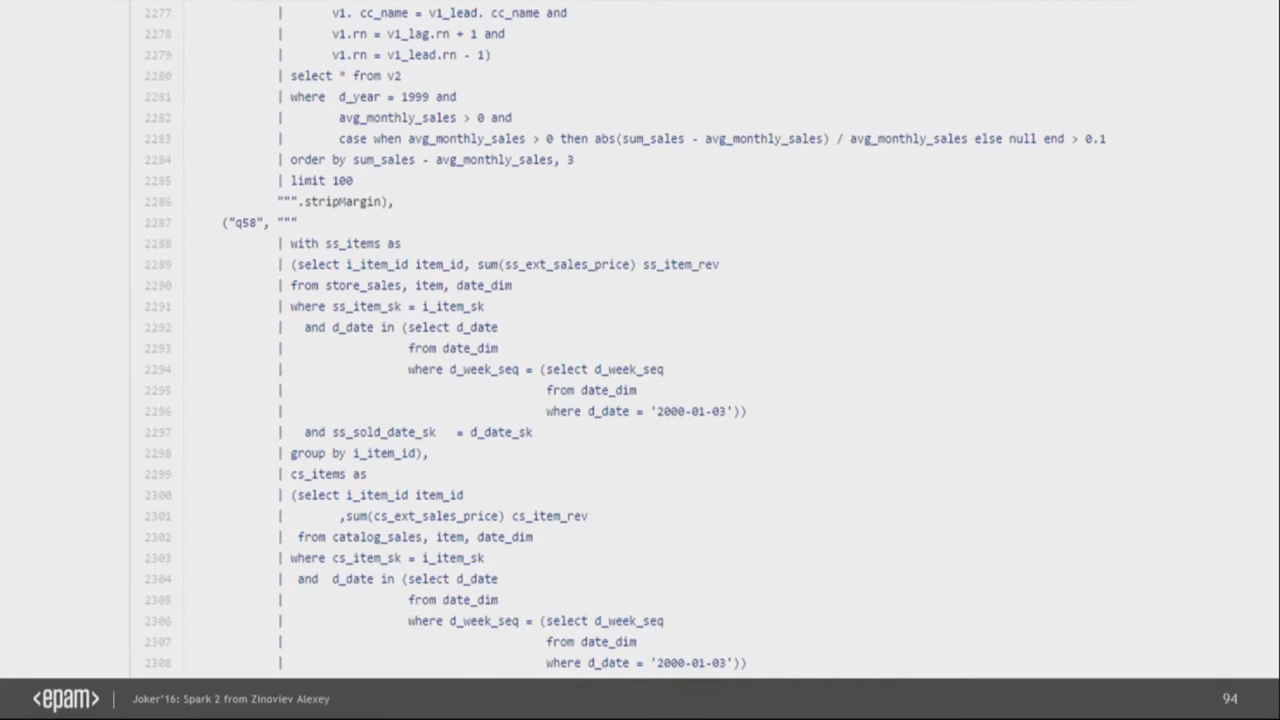 2277 | v1. cc_name = v1_lead. cc_name and
2278 | v1.rn = v1_lag.rn + 1 and
2279 | v1.rn = v1_lead.rn - 1)
2280 | select * from v2
2281 | where d_year = 1999 and
2282 | avg_monthly_sales > 0 and
2283 | case when avg_monthly_sales > 0 then abs(sum_sales - avg_monthly_sales) / avg_monthly_sales else null end > 0.1
2284 | order by sum_sales - avg_monthly_sales, 3
2285 | limit 100
2286 """.stripMargin),
2287 ("q58", """
2288 | with ss_items as
2289 | (select i_item_id item_id, sum(ss_ext_sales_price) ss_item_rev
2290 | from store_sales, item, date_dim
2291 | where ss_item_sk = i_item_sk
2292 | and d_date in (select d_date
2293 | from date_dim
2294 | where d_week_seq = (select d_week_seq
2295 | from date_dim
2296 | where d_date = '2000-01-03'))
2297 | and ss_sold_date_sk = d_date_sk
2298 | group by i_item_id),
2299 | cs_items as
2300 | (select i_item_id item_id
2301 | ,sum(cs_ext_sales_price) cs_item_rev
2302 | from catalog_sales, item, date_dim
2303 | where cs_item_sk = i_item_sk
2304 | and d_date in (select d_date
2305 | from date_dim
2306 | where d_week_seq = (select d_week_seq
2307 | from date_dim
2308 | where d_date = '2000-01-03'))
<epam> | Joker'16: Spark 2 from Zinoviev Alexey 94